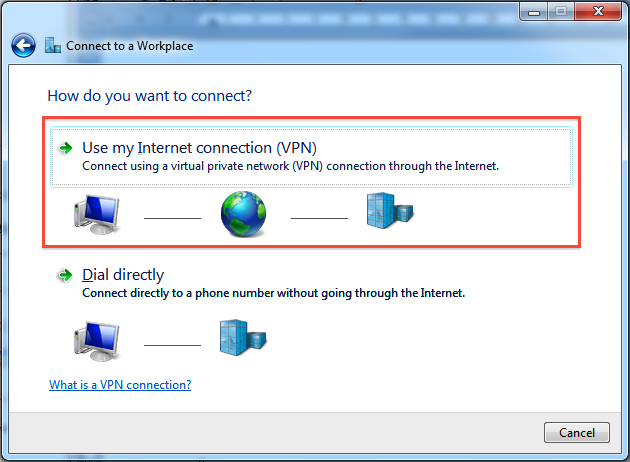 Connect to a Workplace
How do you want to connect?
Use my Internet connection (VPN)
Connect using a virtual private network (VPN) connection through the Internet.
Dial directly
Connect directly to a phone number without going through the Internet.
What is a VPN connection?
Cancel